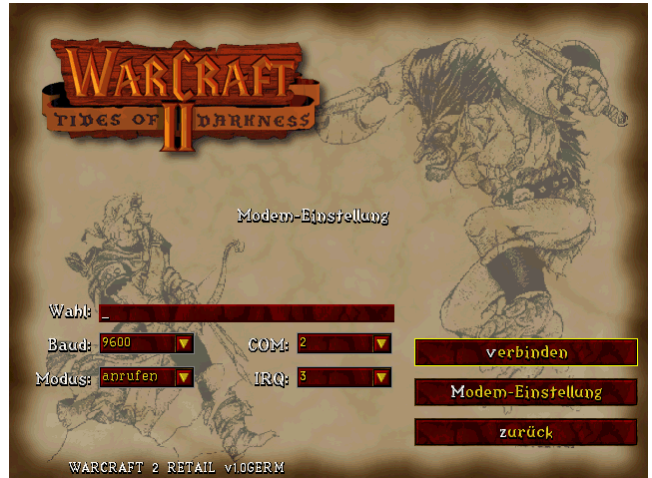 WARCRAFT
II
TIDES OF DARKNESS
Modem-Einstellung
Wahl: _
Baud: 9600 COM: 2
Modus: anrufen IRQ: 3
verbinden
Modem-Einstellung
zurück
WARCRAFT 2 RETAIL v1.0GERM